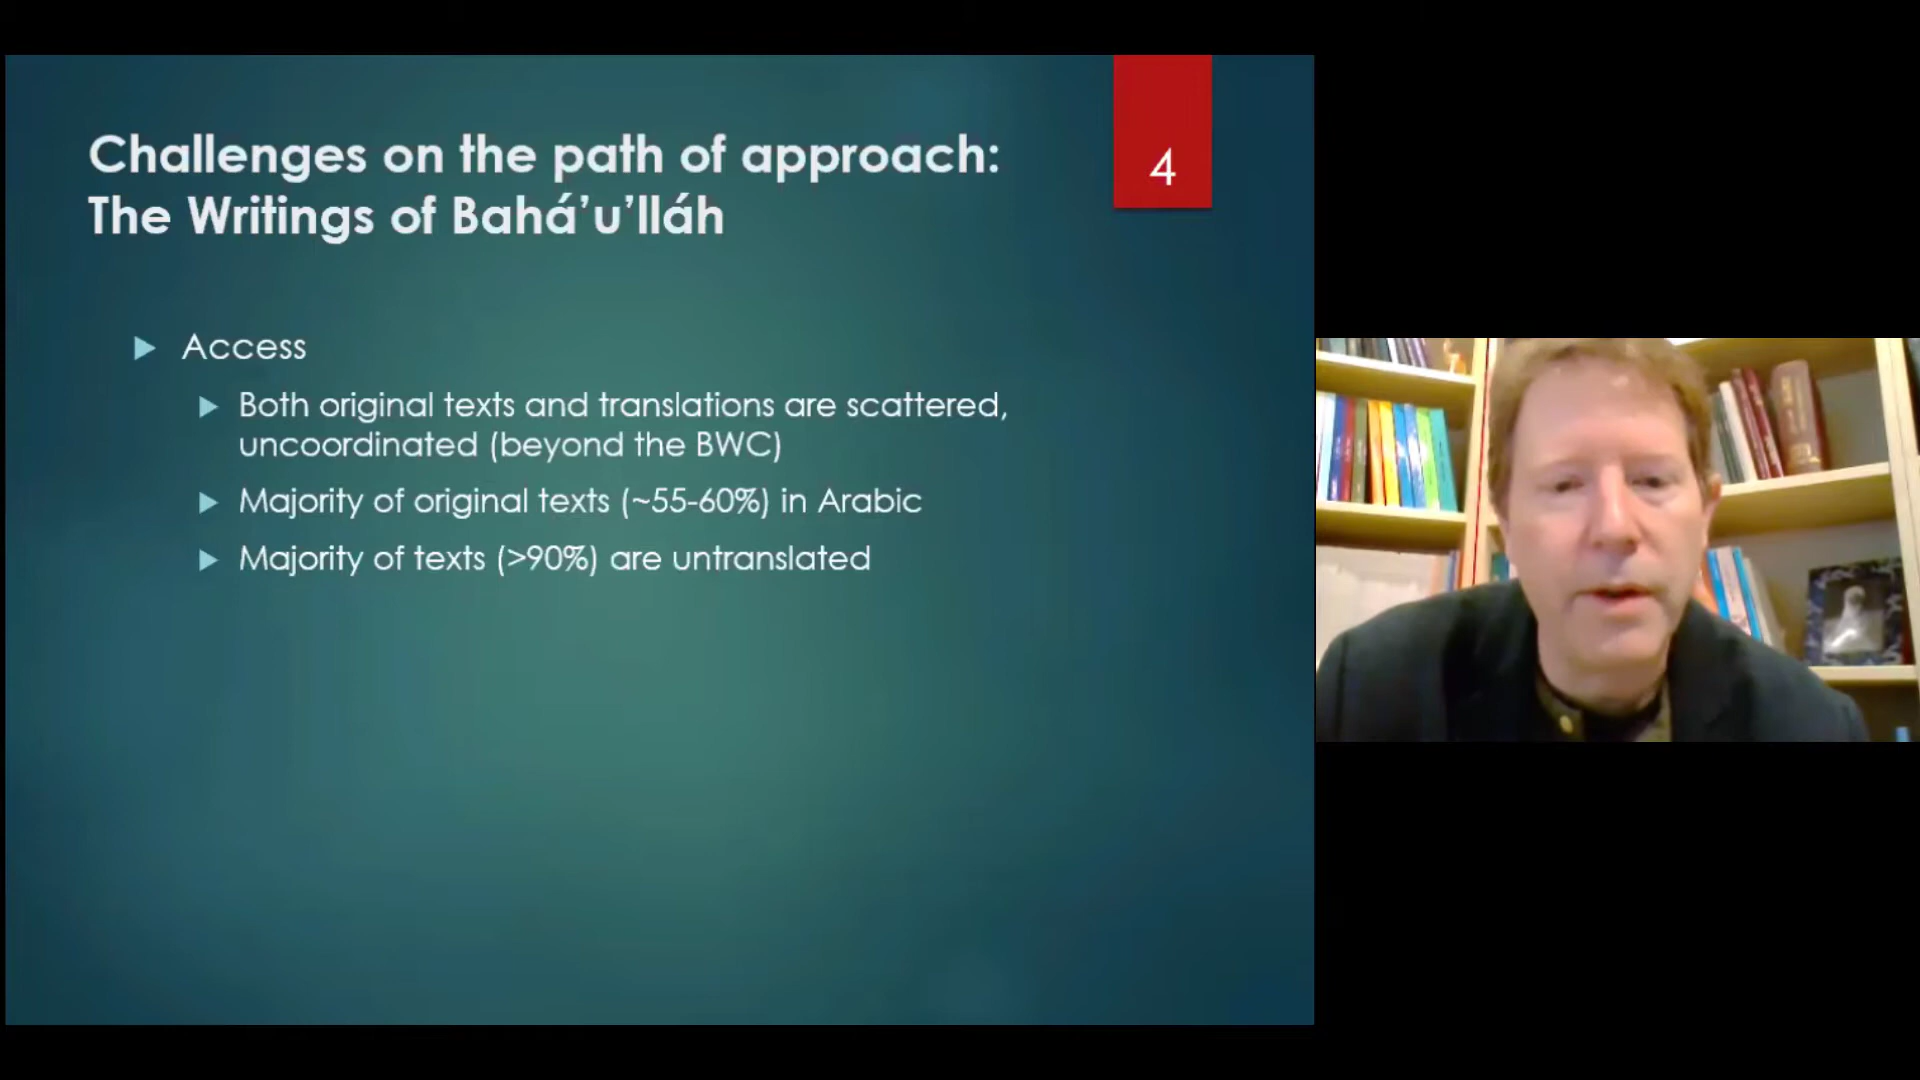 Challenges on the path of approach:
The Writings of Bahá’u’lláh
4
Access
Both original texts and translations are scattered,
uncoordinated (beyond the BWC)
Majority of original texts (~55-60%) in Arabic
Majority of texts (>90%) are untranslated